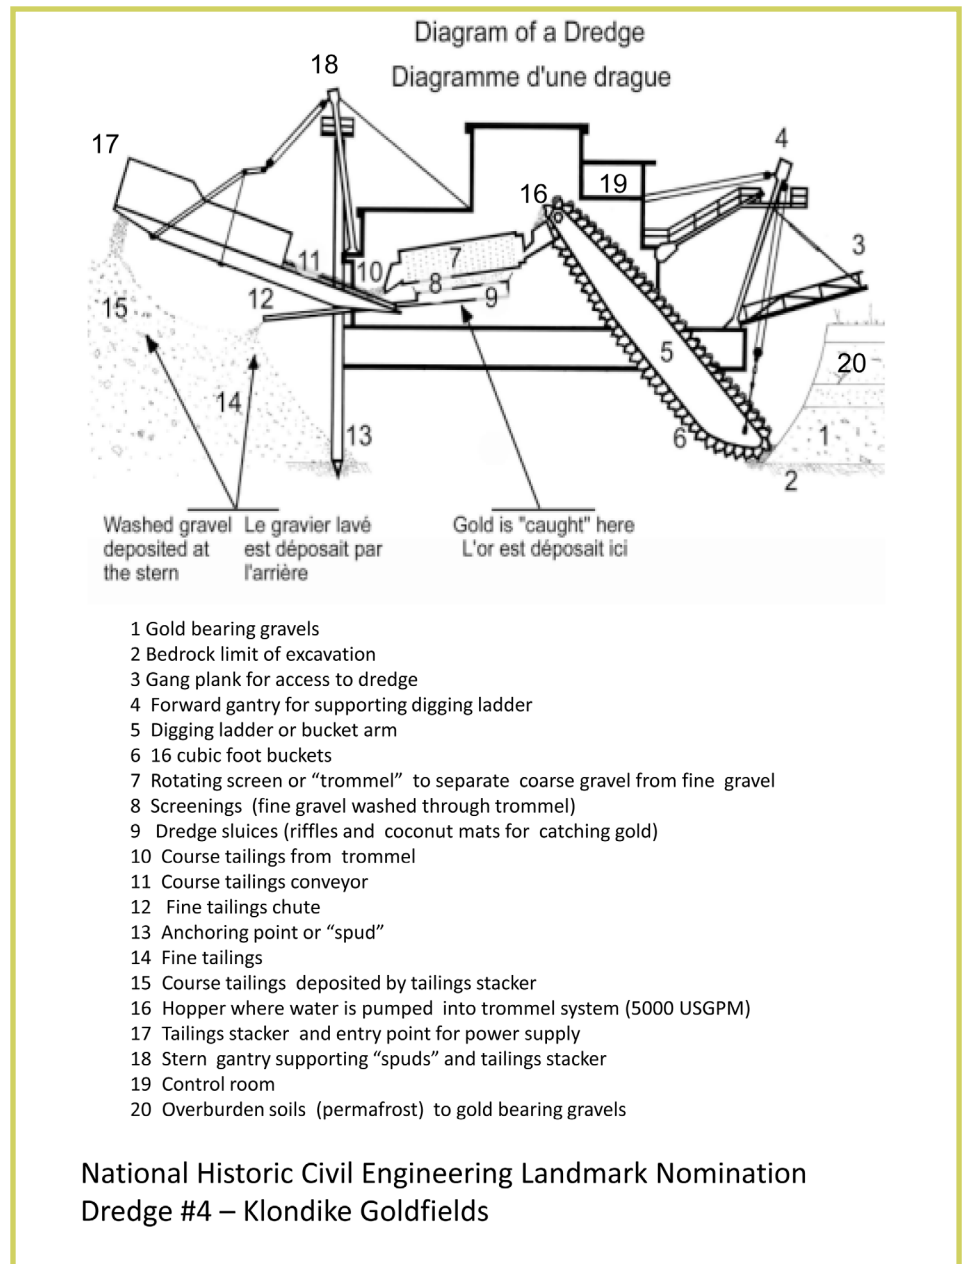 Diagram of a Dredge
Diagramme d'une drague
18
17
4
16
19
3
7
11
10
8
9
12
15
5
20
14
13
6
1
2
Washed gravel
deposited at
the stern
Le gravier lavé
est déposait par
l'arrière
Gold is "caught" here
L'or est déposait ici
1 Gold bearing gravels
2 Bedrock limit of excavation
3 Gang plank for access to dredge
4 Forward gantry for supporting digging ladder
5 Digging ladder or bucket arm
6 16 cubic foot buckets
7 Rotating screen or “trommel” to separate coarse gravel from fine gravel
8 Screenings (fine gravel washed through trommel)
9 Dredge sluices (riffles and coconut mats for catching gold)
10 Course tailings from trommel
11 Course tailings conveyor
12 Fine tailings chute
13 Anchoring point or “spud”
14 Fine tailings
15 Course tailings deposited by tailings stacker
16 Hopper where water is pumped into trommel system (5000 USGPM)
17 Tailings stacker and entry point for power supply
18 Stern gantry supporting “spuds” and tailings stacker
19 Control room
20 Overburden soils (permafrost) to gold bearing gravels
National Historic Civil Engineering Landmark Nomination
Dredge #4 – Klondike Goldfields